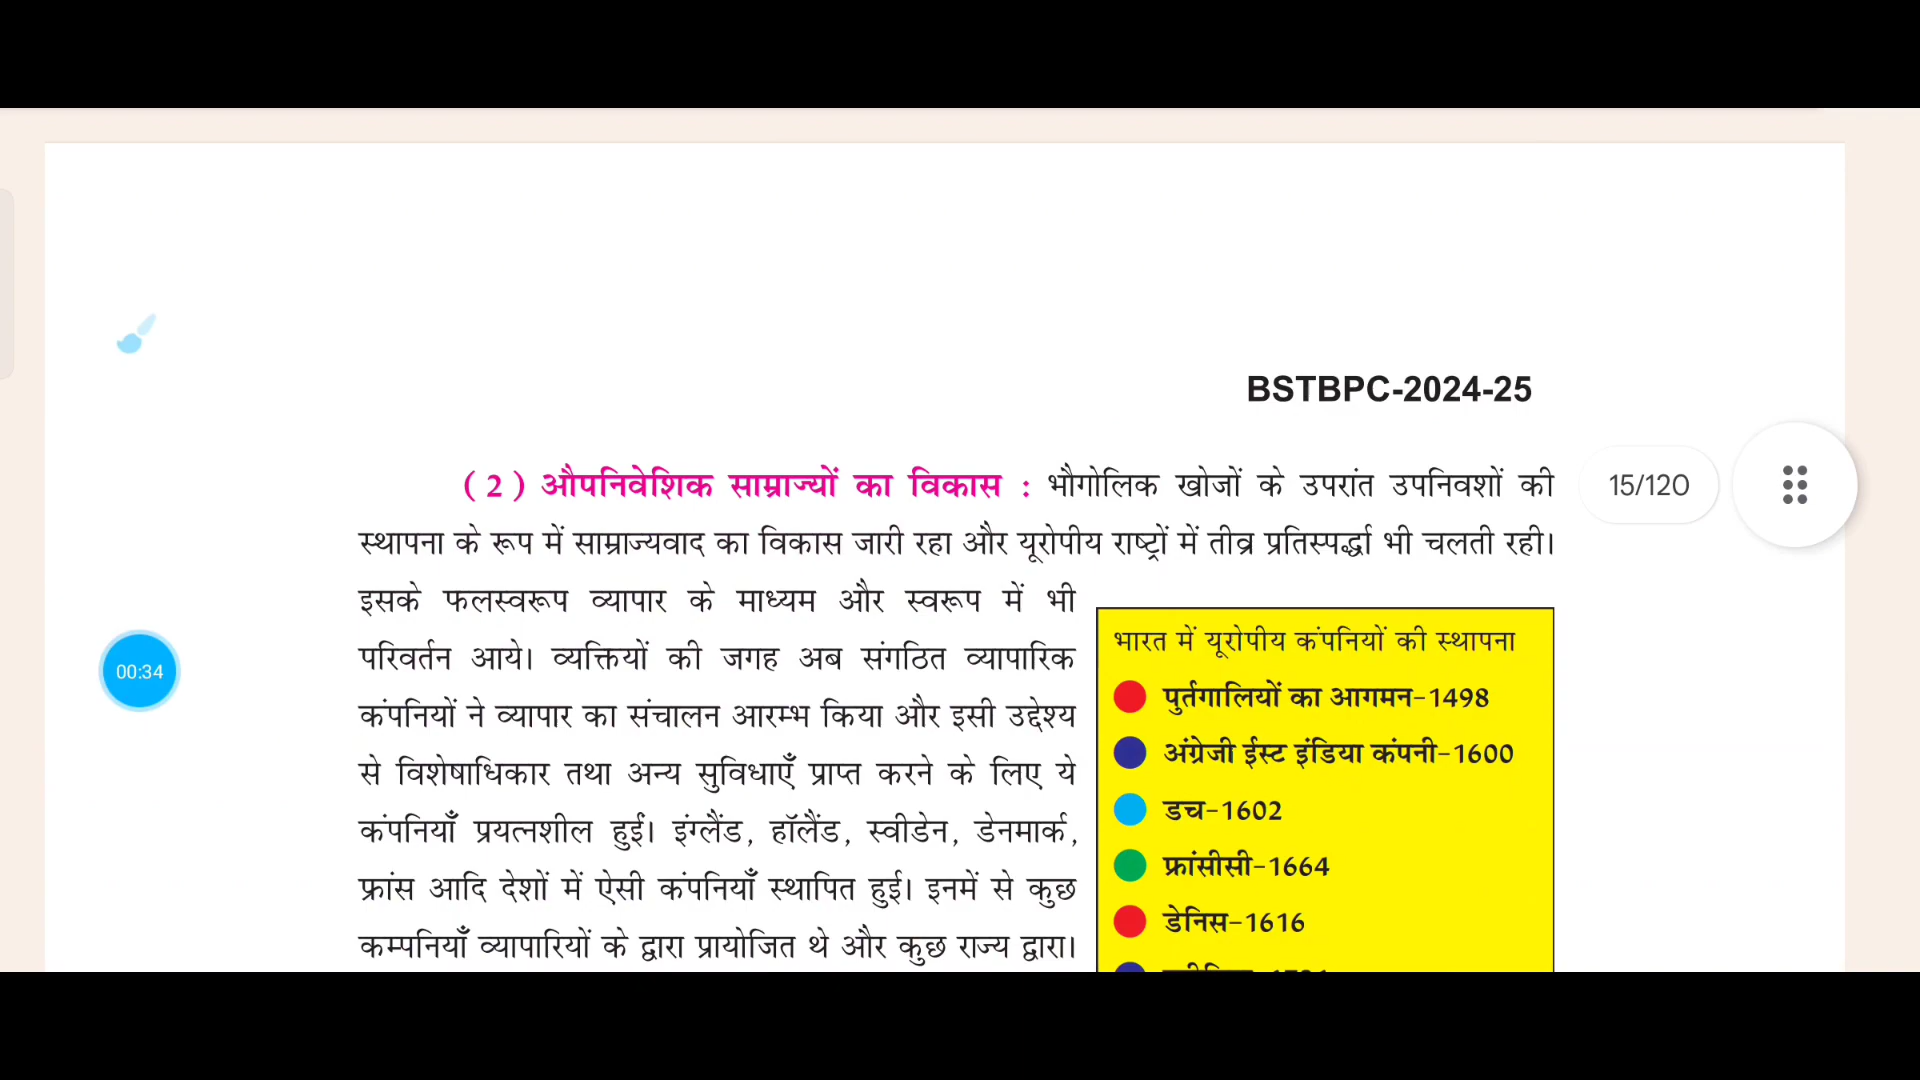 BSTBPC-2024-25
(2) औपनिवेशिक साम्राज्यों का विकास : भौगोलिक खोजों के उपरांत उपनिवशों की
15/120
स्थापना के रूप में साम्राज्यवाद का विकास जारी रहा और यूरोपीय राष्ट्रों में तीव्र प्रतिस्पर्द्धा भी चलती रही।
इसके फलस्वरूप व्यापार के माध्यम और स्वरूप में भी
परिवर्तन आये। व्यक्तियों की जगह अब संगठित व्यापारिक
कंपनियों ने व्यापार का संचालन आरम्भ किया और इसी उद्देश्य
से विशेषाधिकार तथा अन्य सुविधाएँ प्राप्त करने के लिए ये
कंपनियाँ प्रयत्नशील हुईं। इंग्लैंड, हॉलैंड, स्वीडेन, डेनमार्क,
फ्रांस आदि देशों में ऐसी कंपनियाँ स्थापित हुई। इनमें से कुछ
कम्पनियाँ व्यापारियों के द्वारा प्रायोजित थे और कुछ राज्य द्वारा।
भारत में यूरोपीय कंपनियों की स्थापना
पुर्तगालियों का आगमन-1498
अंग्रेजी ईस्ट इंडिया कंपनी-1600
डच-1602
फ्रांसीसी-1664
डेनिस-1616
00:34